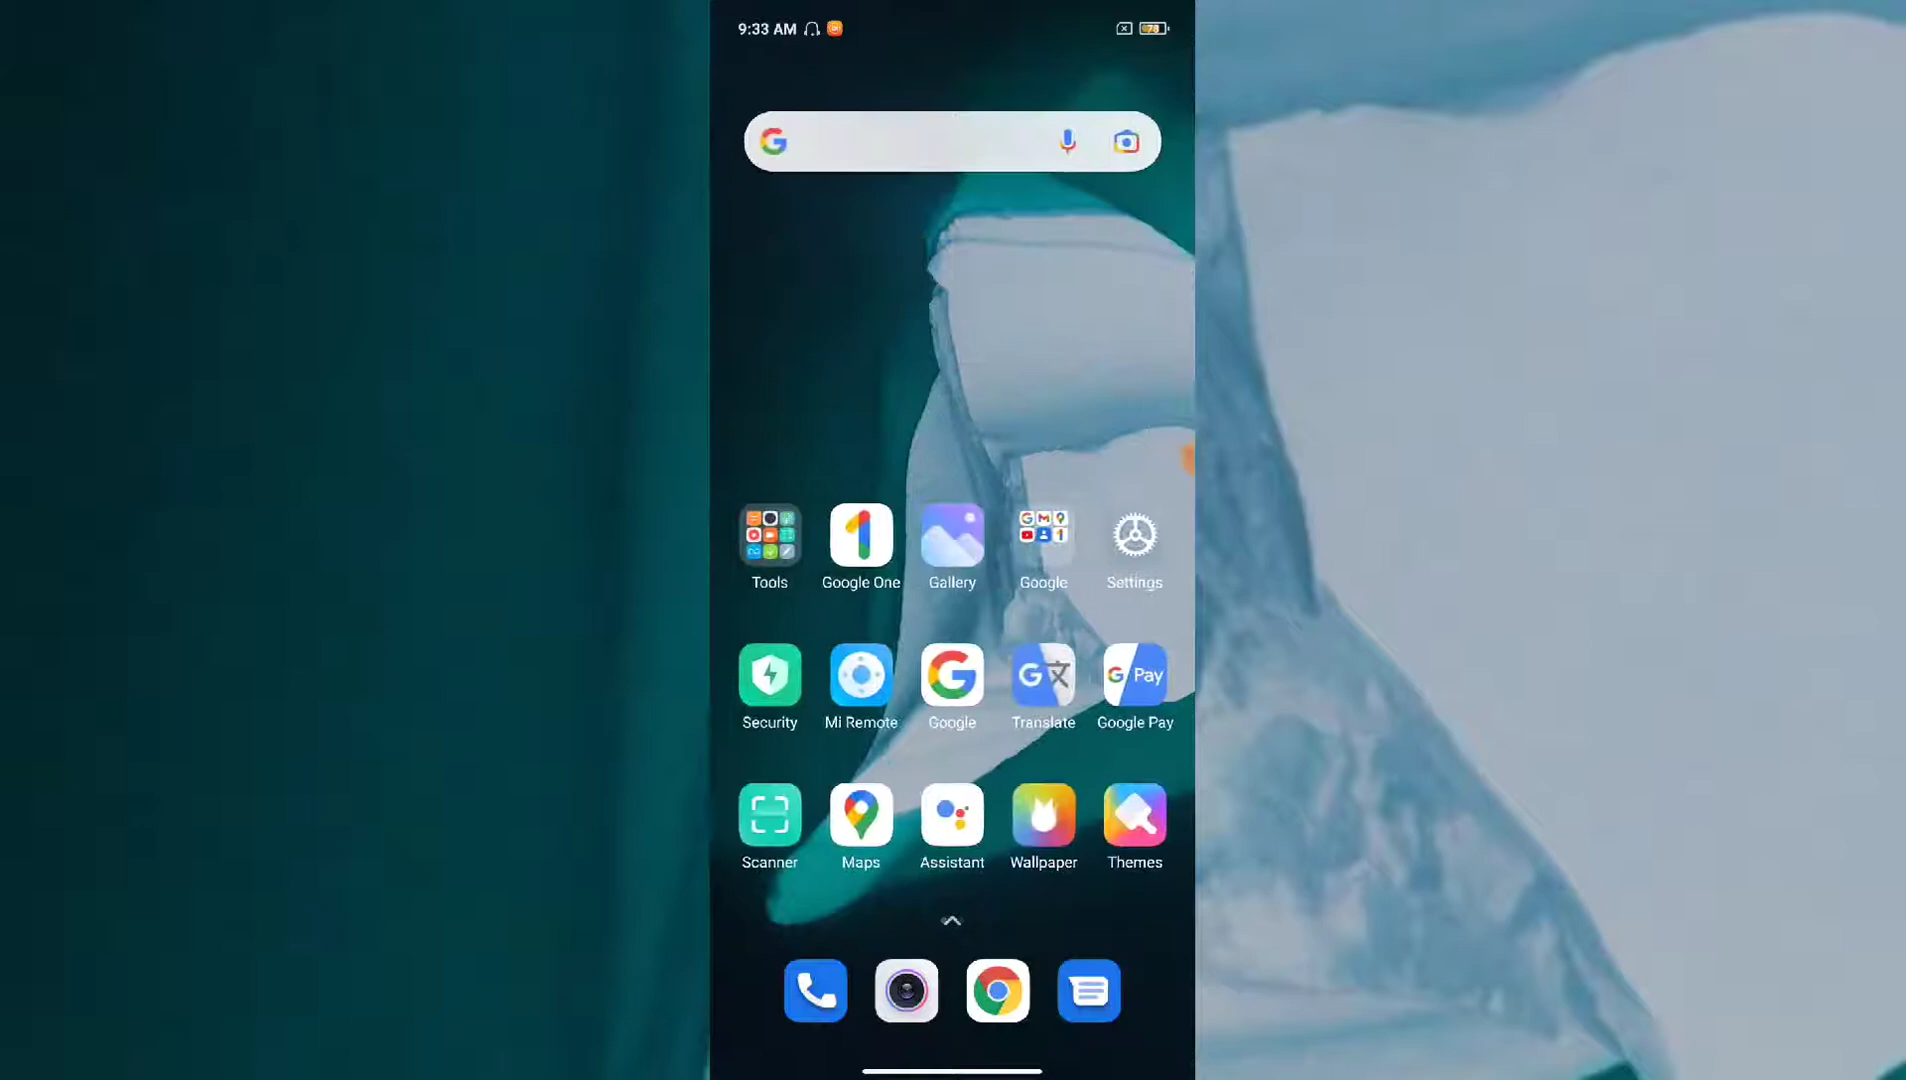 9:33 AM 78
Tools Google One Gallery Google Settings
Security Mi Remote Google Translate Google Pay
Scanner Maps Assistant Wallpaper Themes